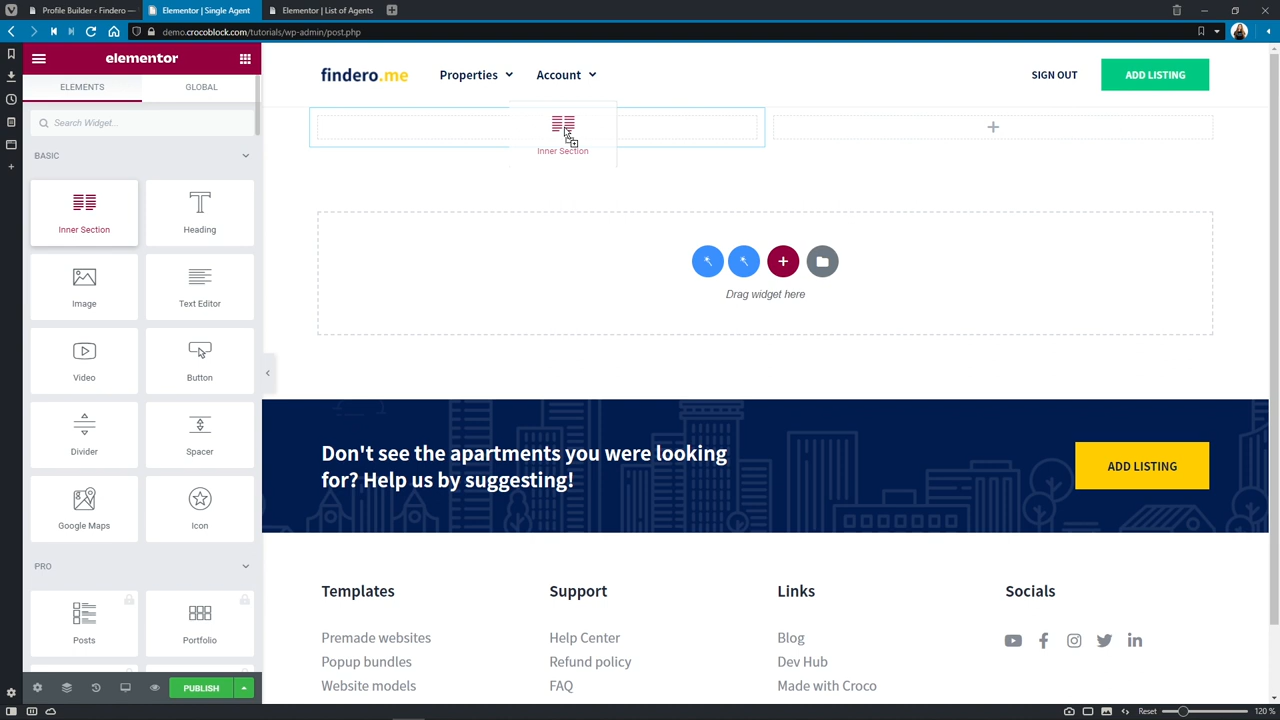 Profile Builder < Findero —
Elementor | Single Agent
Elementor | List of Agents
demo.crocoblock.com/tutorials/wp-admin/post.php
elementor
ELEMENTS
GLOBAL
Search Widget...
BASIC
Inner Section
Heading
Image
Text Editor
Video
Button
Divider
Spacer
Google Maps
Icon
PRO
Posts
Portfolio
PUBLISH
findero.me
Properties
Account
SIGN OUT
ADD LISTING
Inner Section
Drag widget here
Don't see the apartments you were looking
for? Help us by suggesting!
ADD LISTING
Templates
Support
Links
Socials
Premade websites
Help Center
Blog
Popup bundles
Refund policy
Dev Hub
Website models
FAQ
Made with Croco
Reset
120 %